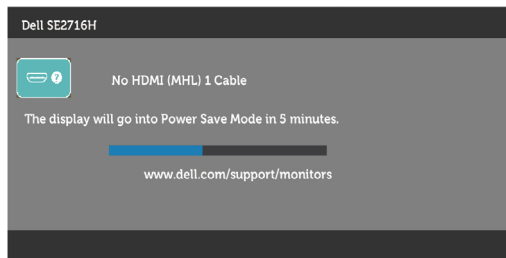 Dell SE2716H
?
No HDMI (MHL) 1 Cable
The display will go into Power Save Mode in 5 minutes.
www.dell.com/support/monitors